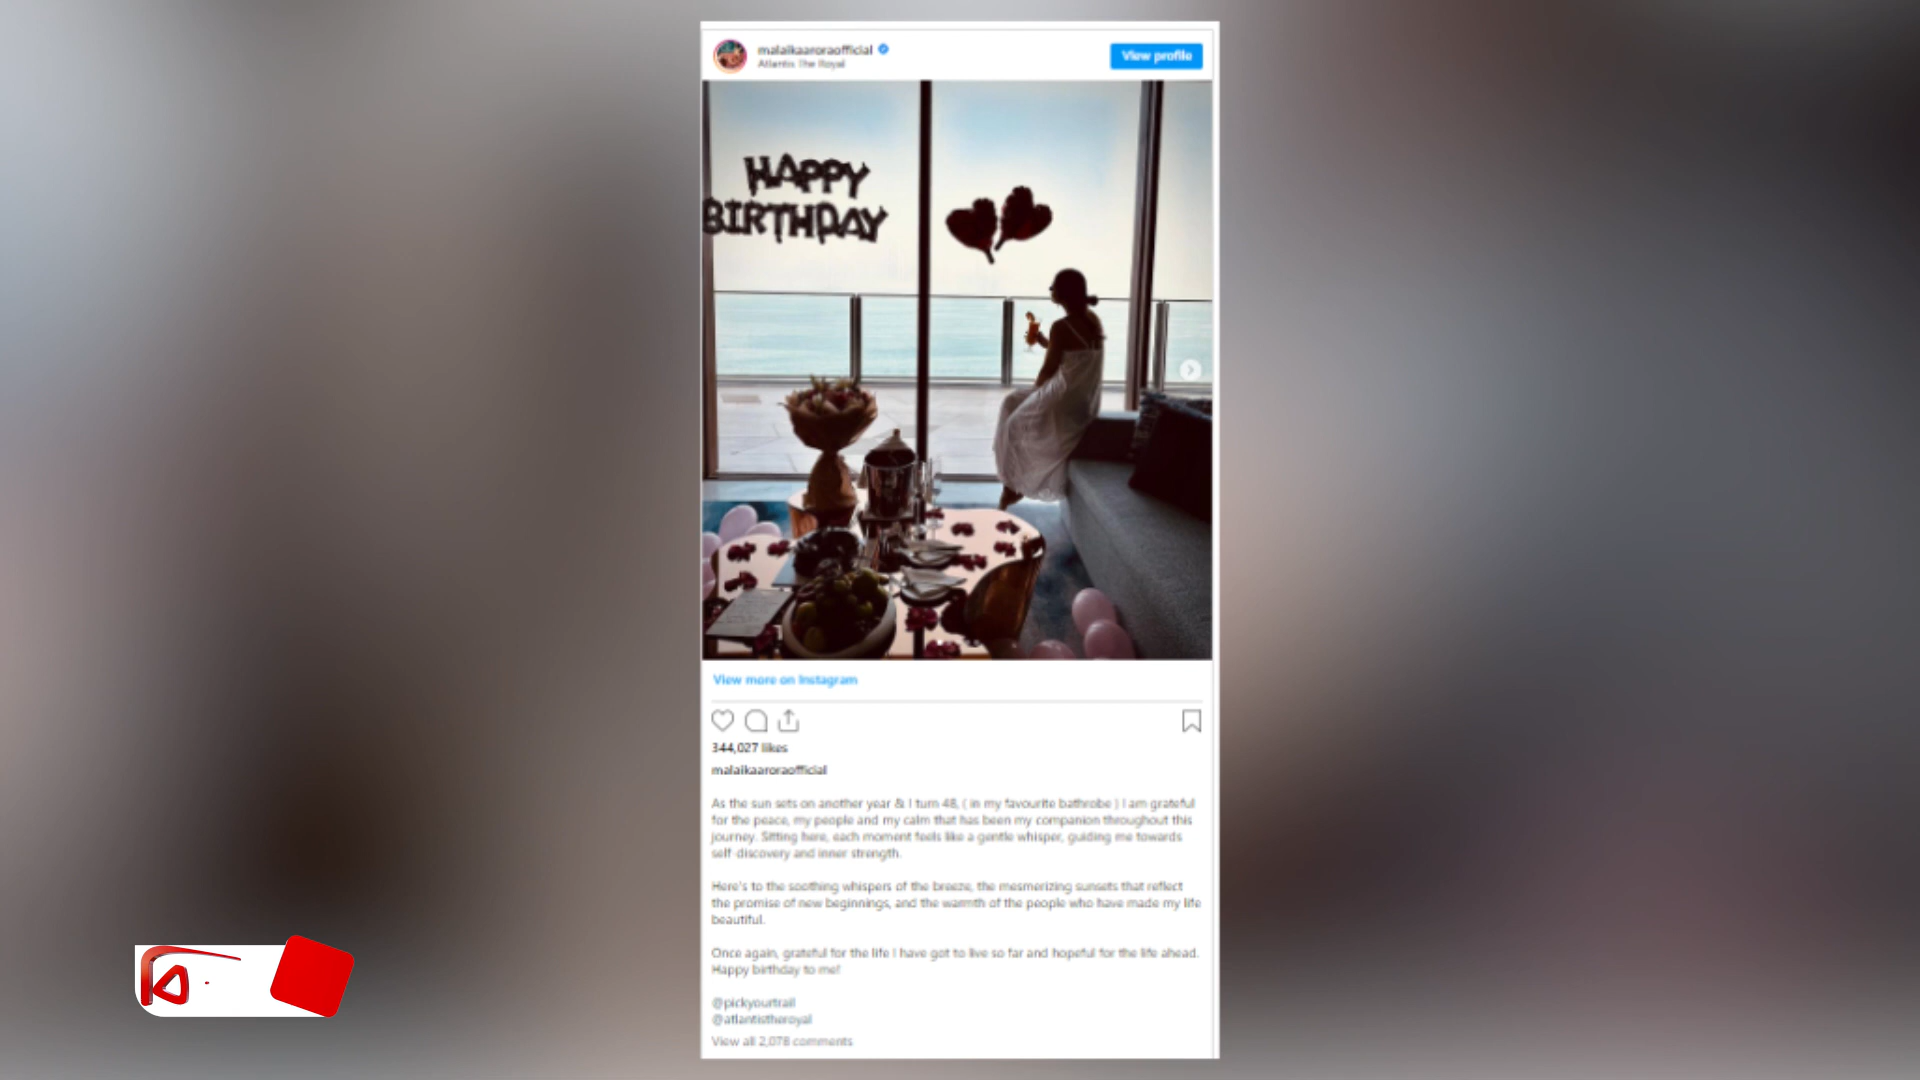 malaikaaroraofficial
Atlantis The Royal
View profile
HAPPY
BIRTHDAY
View more on Instagram
344,027 likes
malaikaaroraofficial
As the sun sets on another year & I turn 48, ( in my favourite bathrobe ) I am grateful
for the peace, my people and my calm that has been my companion throughout this
journey. Sitting here, each moment feels like a gentle whisper, guiding me towards
self-discovery and inner strength.
Here's to the soothing whispers of the breeze, the mesmerizing sunsets that reflect
the promise of new beginnings, and the warmth of the people who have made my life
beautiful.
Once again, grateful for the life I have got to live so far and hopeful for the life ahead.
Happy birthday to me!
@pickyourtrail
@atlantistheroyal
View all 2,078 comments